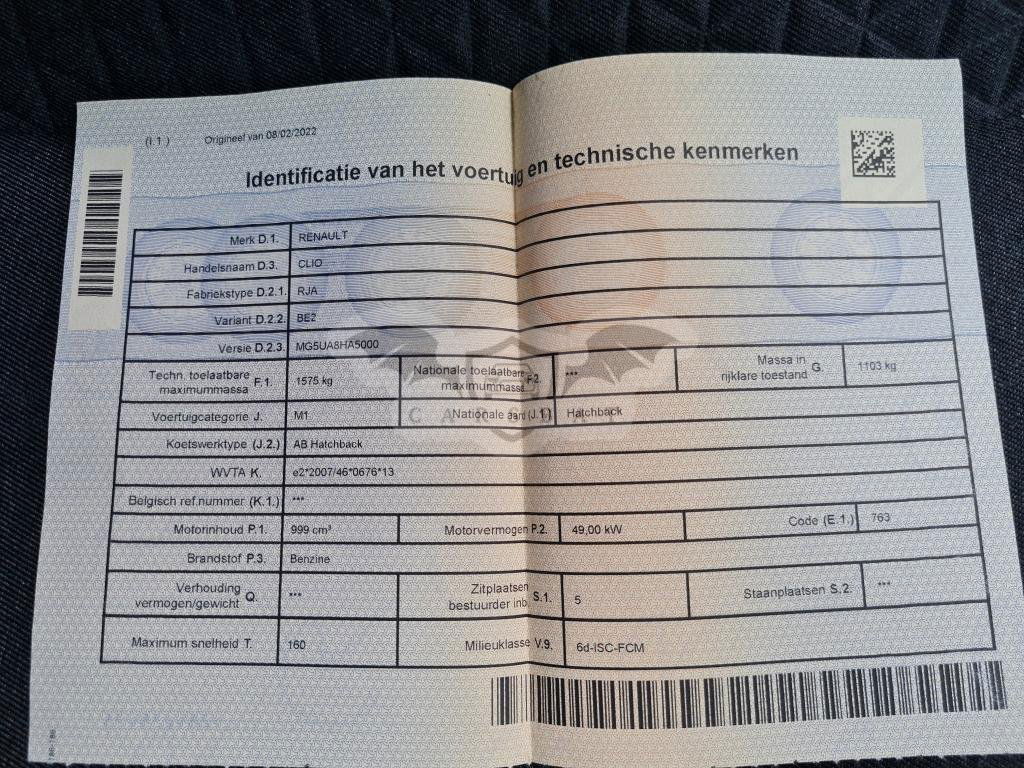 (I.1)
Origineel van 08/02/2022
Identificatie van het voertuig en technische kenmerken
Merk D.1. RENAULT
Handelsnaam D.3. CLIO
Fabriekstype D.2.1. RJA
Variant D.2.2. BE2
Versie D.2.3. MG5UA8HA5000
Techn. toelaatbare maximummassa F.1. 1575 kg Nationale toelaatbare maximummassa F.2. *** Massa in rijklare toestand G. 1103 kg
Voertuigcategorie J. M1 Nationale aard (J.1) Hatchback
Koetswerktype (J.2.) AB Hatchback
WVTA K. e2*2007/46*0676*13
Belgisch ref.nummer (K.1.) ***
Motorinhoud P.1. 999 cm³ Motorvermogen P.2. 49,00 kW Code (E.1.) 763
Brandstof P.3. Benzine
Verhouding vermogen/gewicht Q. *** Zitplaatsen bestuurder inb. S.1. 5 Staanplaatsen S.2. ***
Maximum snelheid T. 160 Milieuklasse V.9. 6d-ISC-FCM